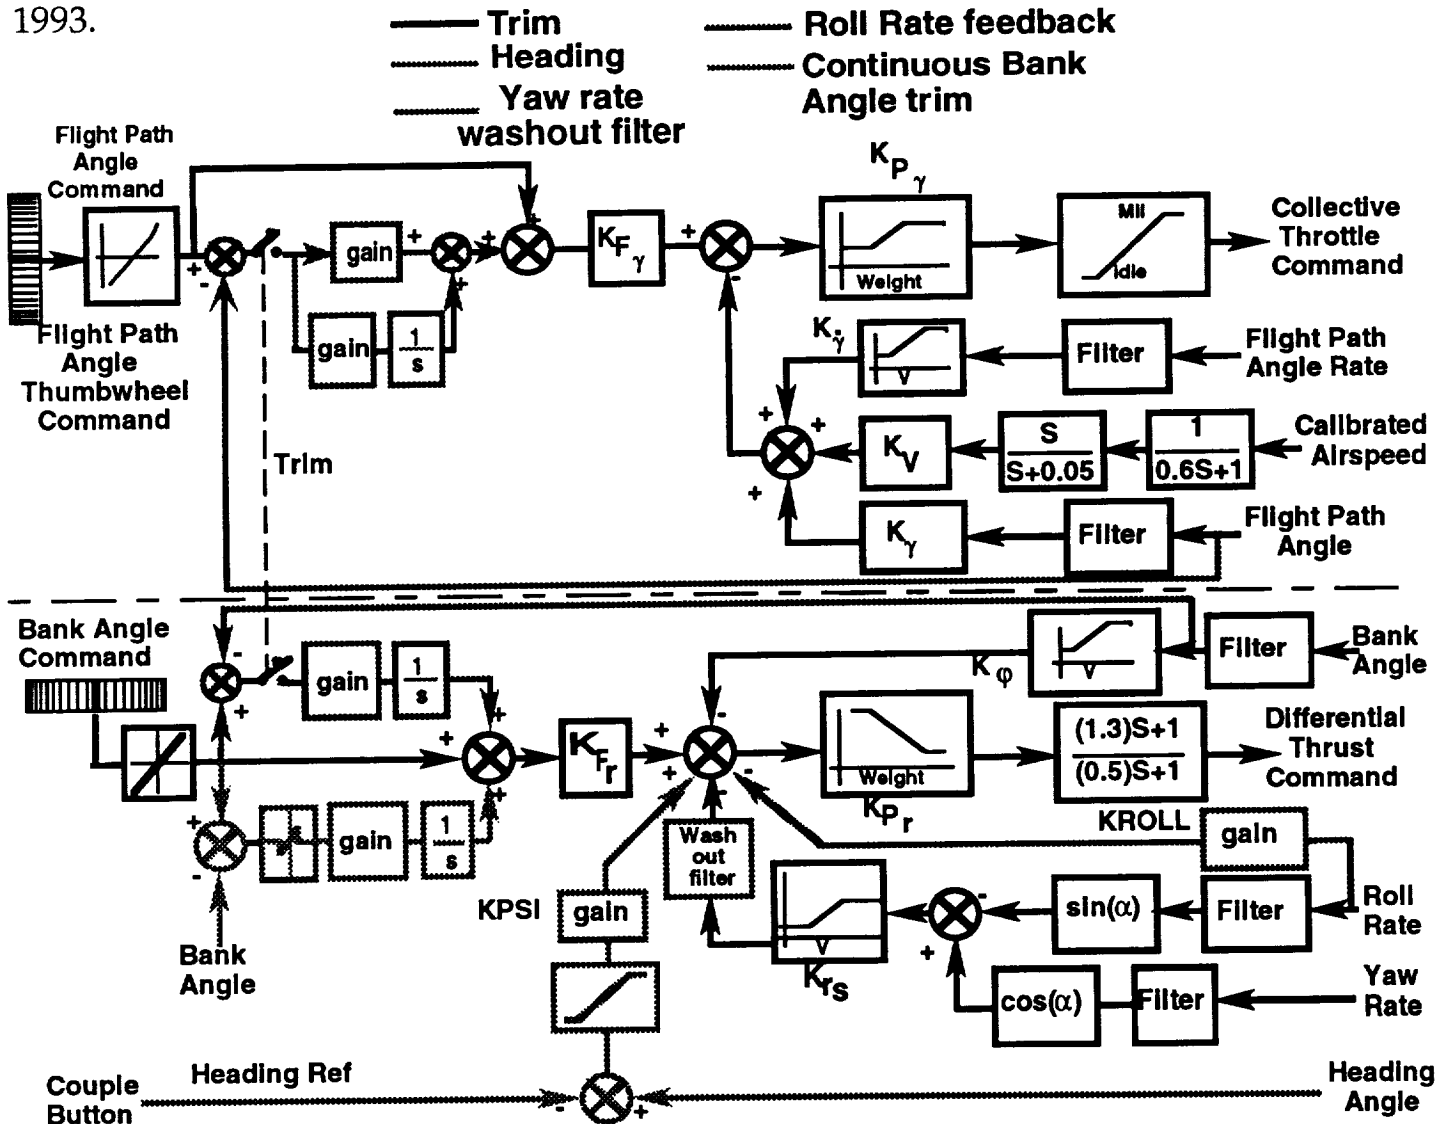 1993.
Trim
Heading
Yaw rate
washout filter
Roll Rate feedback
Continuous Bank
Angle trim
Flight Path
Angle
Command
Flight Path
Angle
Thumbwheel
Command
+
-
gain
+
gain
1
s
+
+
+
K F γ
+
-
K P γ
Weight
Mil
Idle
Collective
Throttle
Command
K γ̇
V
Filter
Flight Path
Angle Rate
+
+
+
K V
S
S+0.05
1
0.6S+1
Calibrated
Airspeed
K γ
Filter
Flight Path
Angle
Trim
Bank Angle
Command
-
+
gain
1
s
+
+
+
K F r
+
+
-
-
-
K φ
V
Filter
Bank
Angle
Weight
K P r
(1.3)S+1
(0.5)S+1
Differential
Thrust
Command
+
-
gain
1
s
Bank
Angle
Wash
out
filter
KROLL
gain
KPSI
gain
V
K r s
-
+
sin(α)
Filter
Roll
Rate
cos(α)
Filter
Yaw
Rate
Couple
Button
Heading Ref
-
+
Heading
Angle